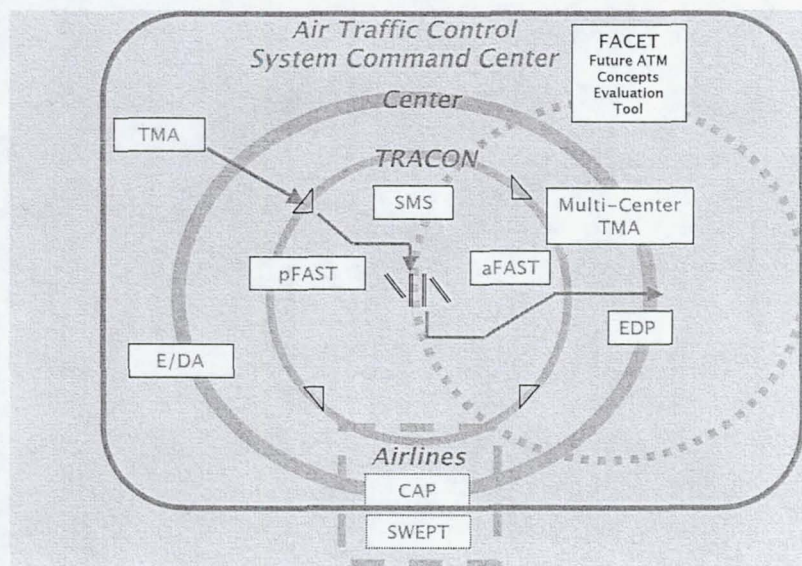 Air Traffic Control
System Command Center
FACET
Future ATM
Concepts
Evaluation
Tool
Center
TMA
TRACON
SMS
Multi-Center
TMA
pFAST
aFAST
EDP
E/DA
Airlines
CAP
SWEPT